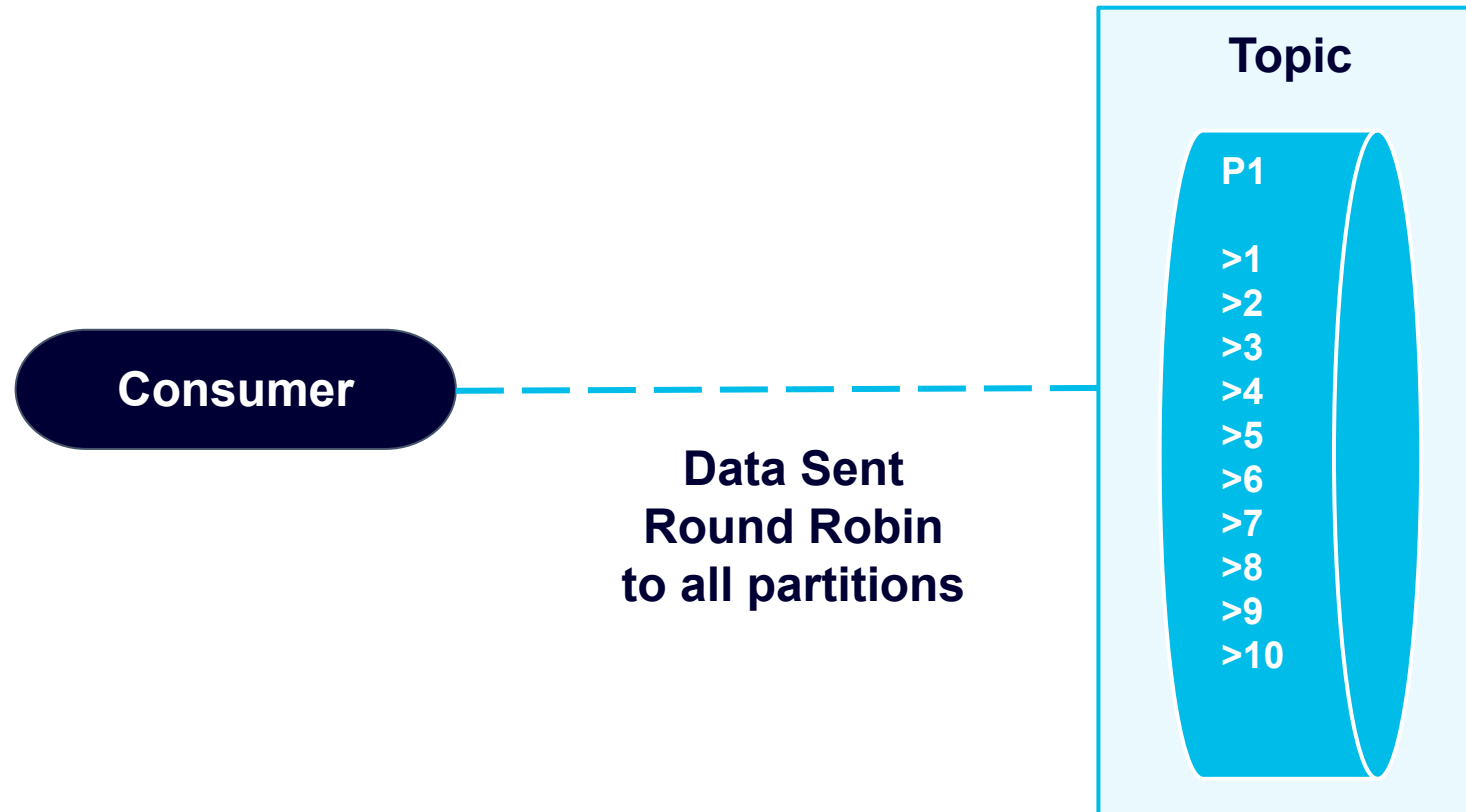 Topic
P1
>1
>2
>3
>4
>5
>6
>7
>8
>9
>10
Consumer
Data Sent
Round Robin
to all partitions